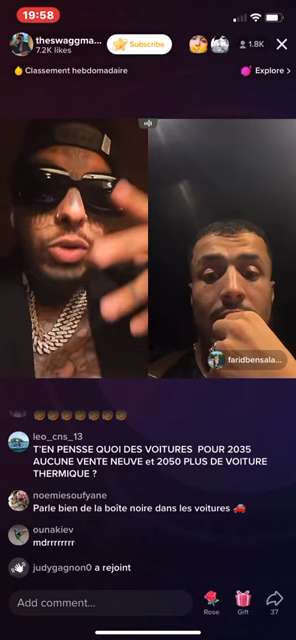 19:58
theswaggma...
7.2K likes
Subscribe
1.8K
Classement hebdomadaire
Explore >
faridbensala...
leo_cns_13
T'EN PENSSE QUOI DES VOITURES POUR 2035
AUCUNE VENTE NEUVE et 2050 PLUS DE VOITURE
THERMIQUE ?
noemiesoufyane
Parle bien de la boîte noire dans les voitures 🚗
ounakiev
mdrrrrrrrr
judygagnon0 a rejoint
Add comment...
Rose
Gift
37